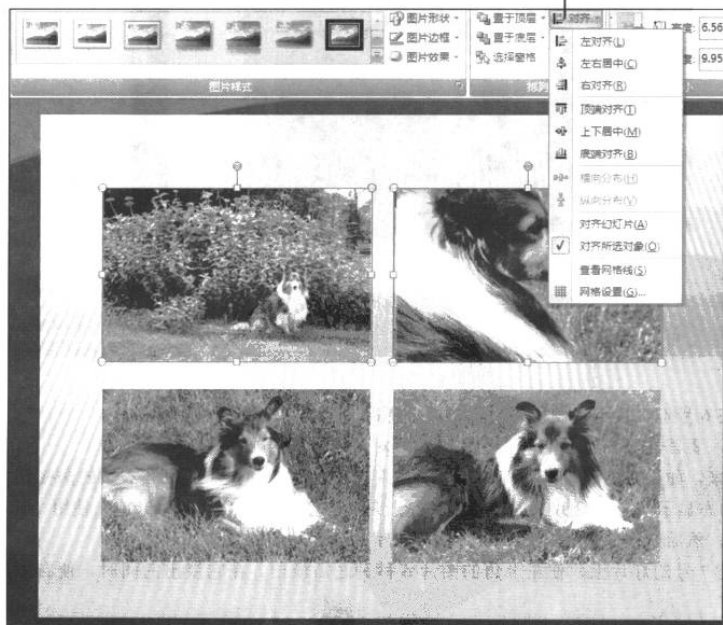 图片形状
图片边框
图片效果
图片样式
置于顶层
置于底层
选择窗格
排列
对齐
6.56
度: 9.95
左对齐(L)
左右居中(C)
右对齐(R)
顶端对齐(T)
上下居中(M)
底端对齐(B)
横向分布(H)
纵向分布(V)
对齐幻灯片(A)
对齐所选对象(O)
查看网格线(S)
网格设置(G)...